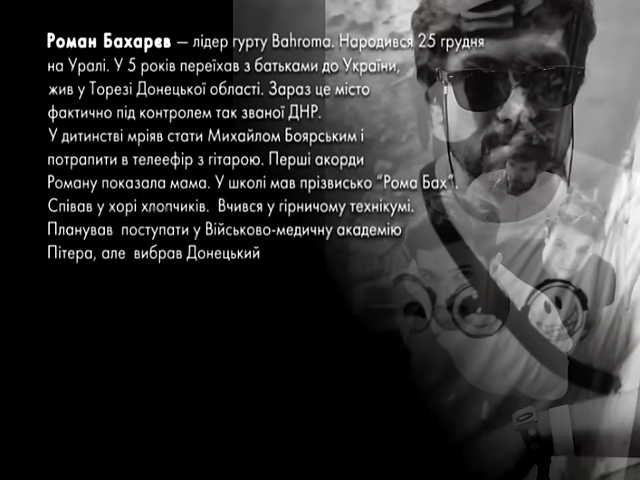 Роман Бахарєв — лідер гурту Bahroma. Народився 25 грудня
на Уралі. У 5 років переїхав з батьками до України,
жив у Торезі Донецької області. Зараз це місто
фактично під контролем так званої ДНР.
У дитинстві мріяв стати Михайлом Боярським і
потрапити в телеефір з гітарою. Перші акорди
Роману показала мама. У школі мав прізвисько "Рома Бах".
Співав у хорі хлопчиків. Вчився у гірничому технікумі.
Планував поступати у Військово-медичну академію
Пітера, але вибрав Донецький